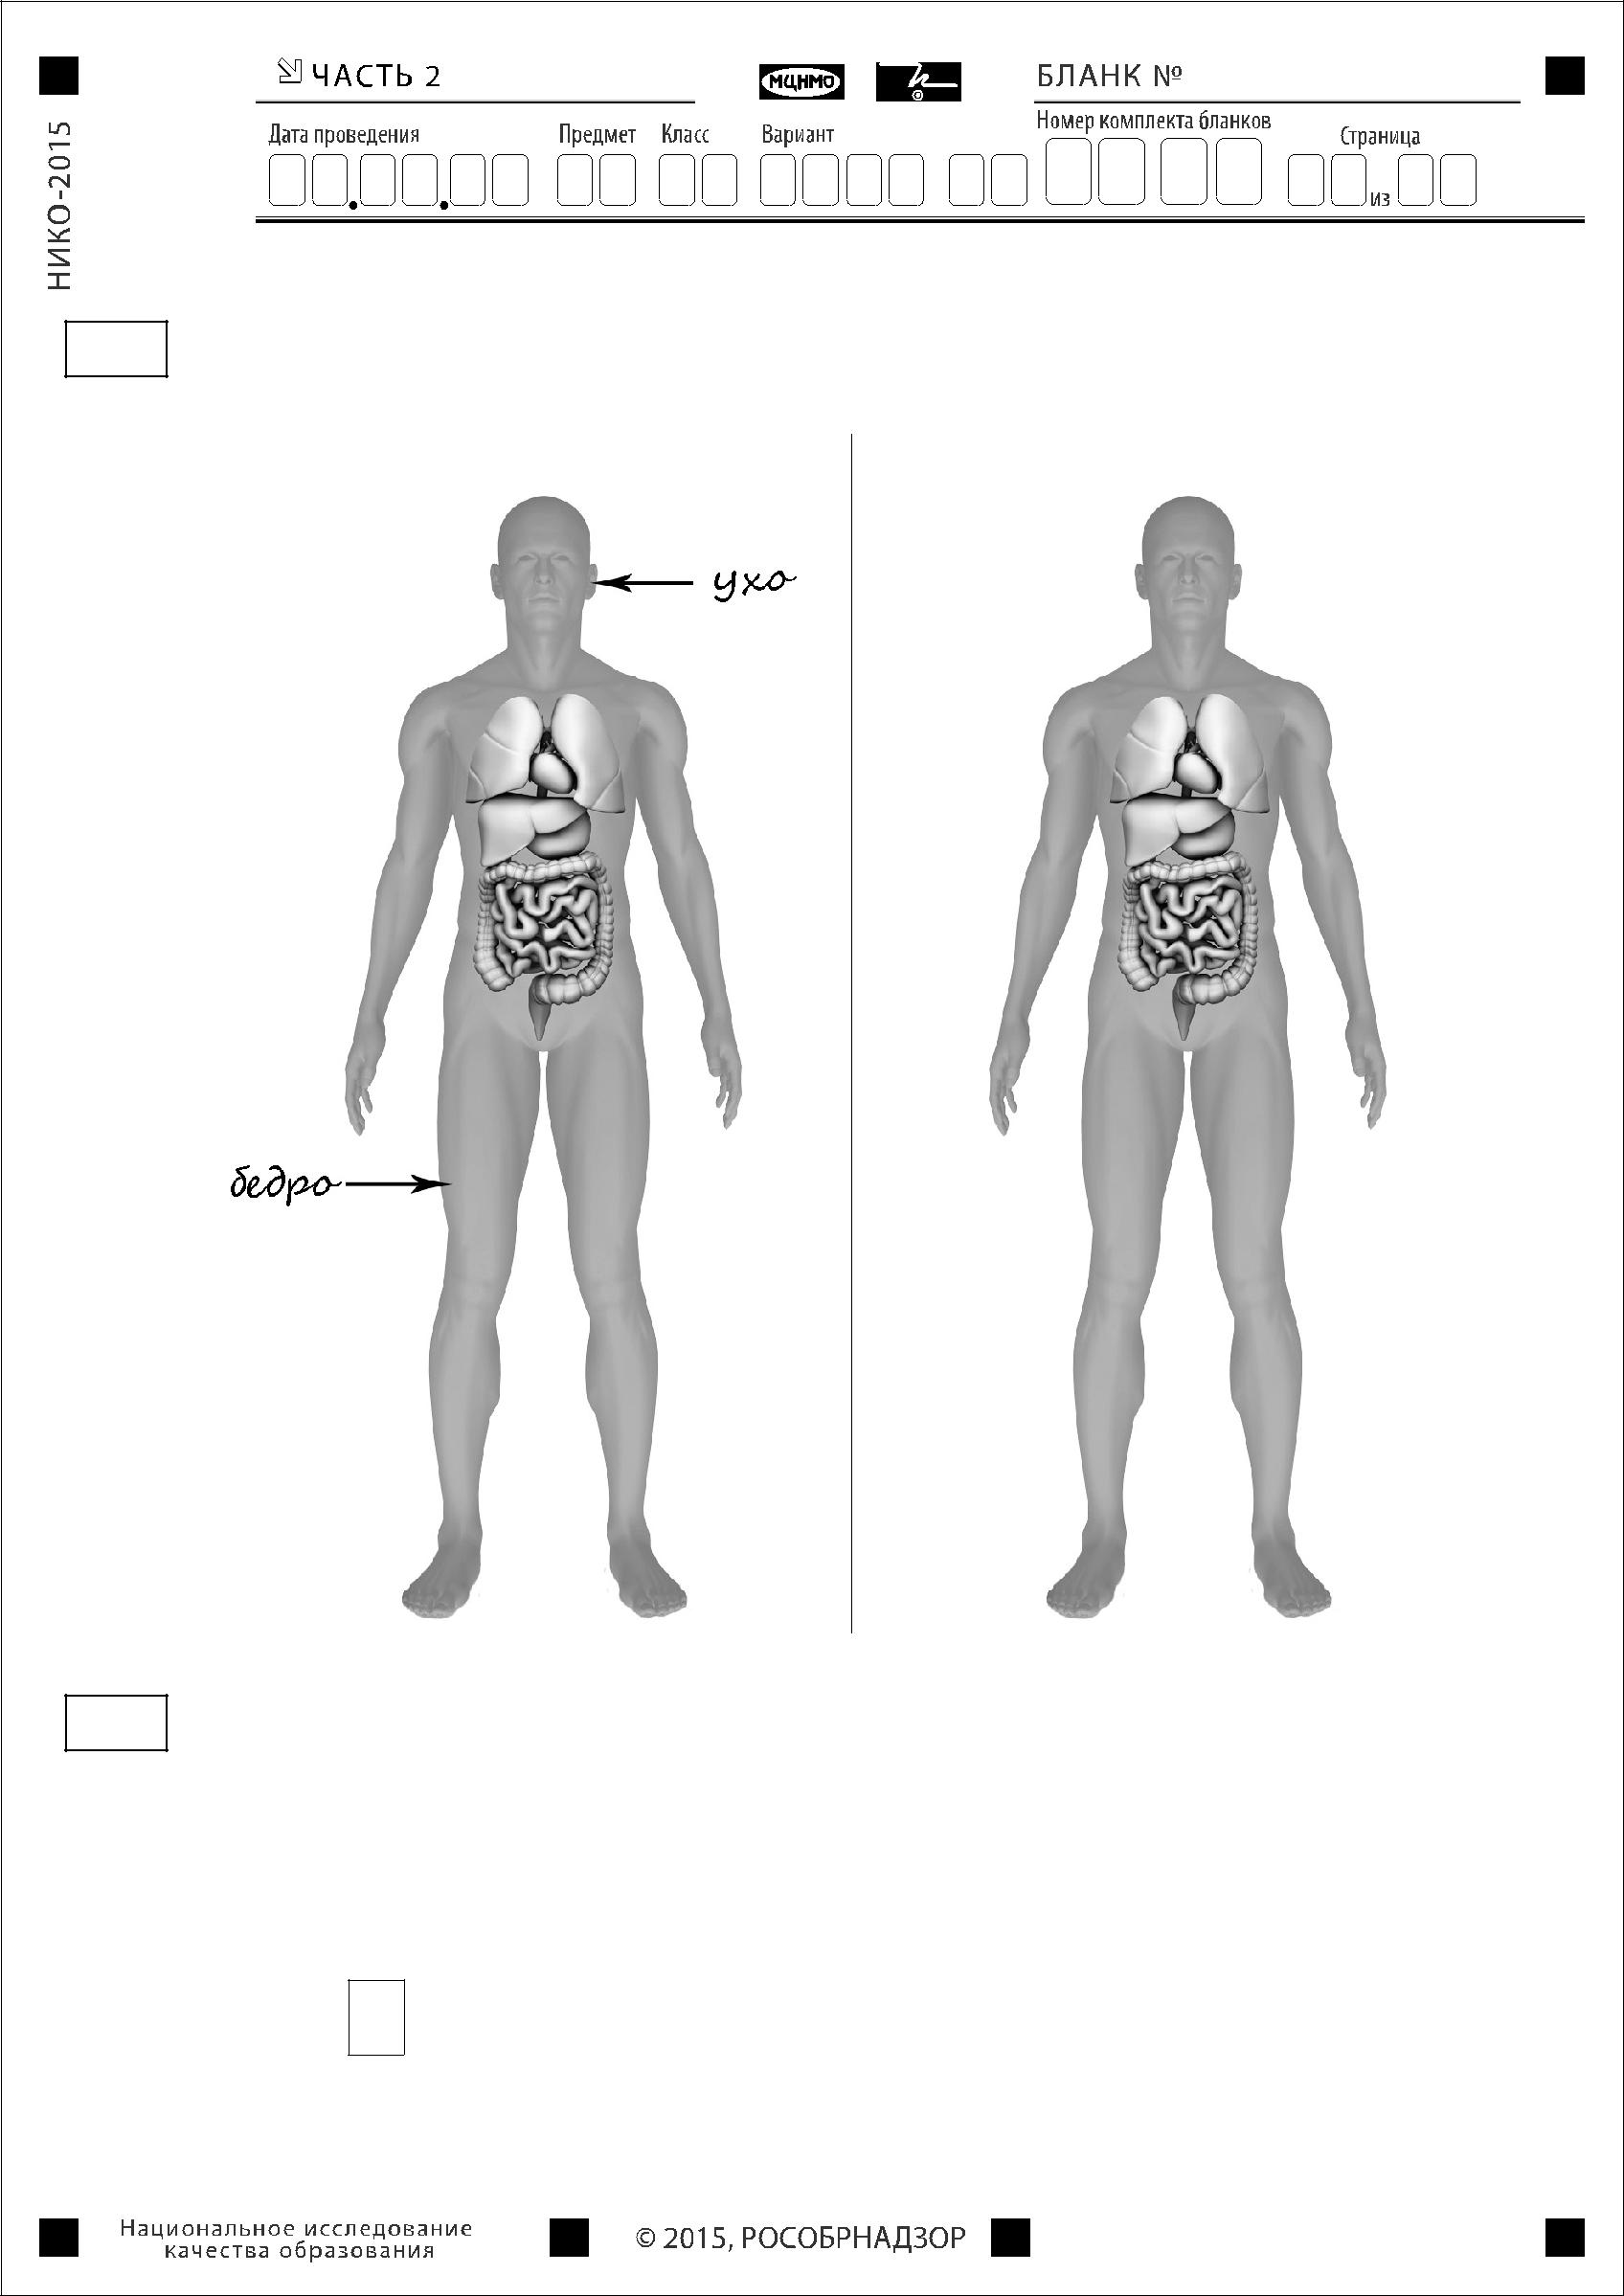 ЧАСТЬ 2
МЦНМО
БЛАНК №
Дата проведения
Предмет
Класс
Вариант
Номер комплекта бланков
Страница
из
НИКО-2015
ухо
бедро
Национальное исследование
качества образования
© 2015, РОСОБРНАДЗОР